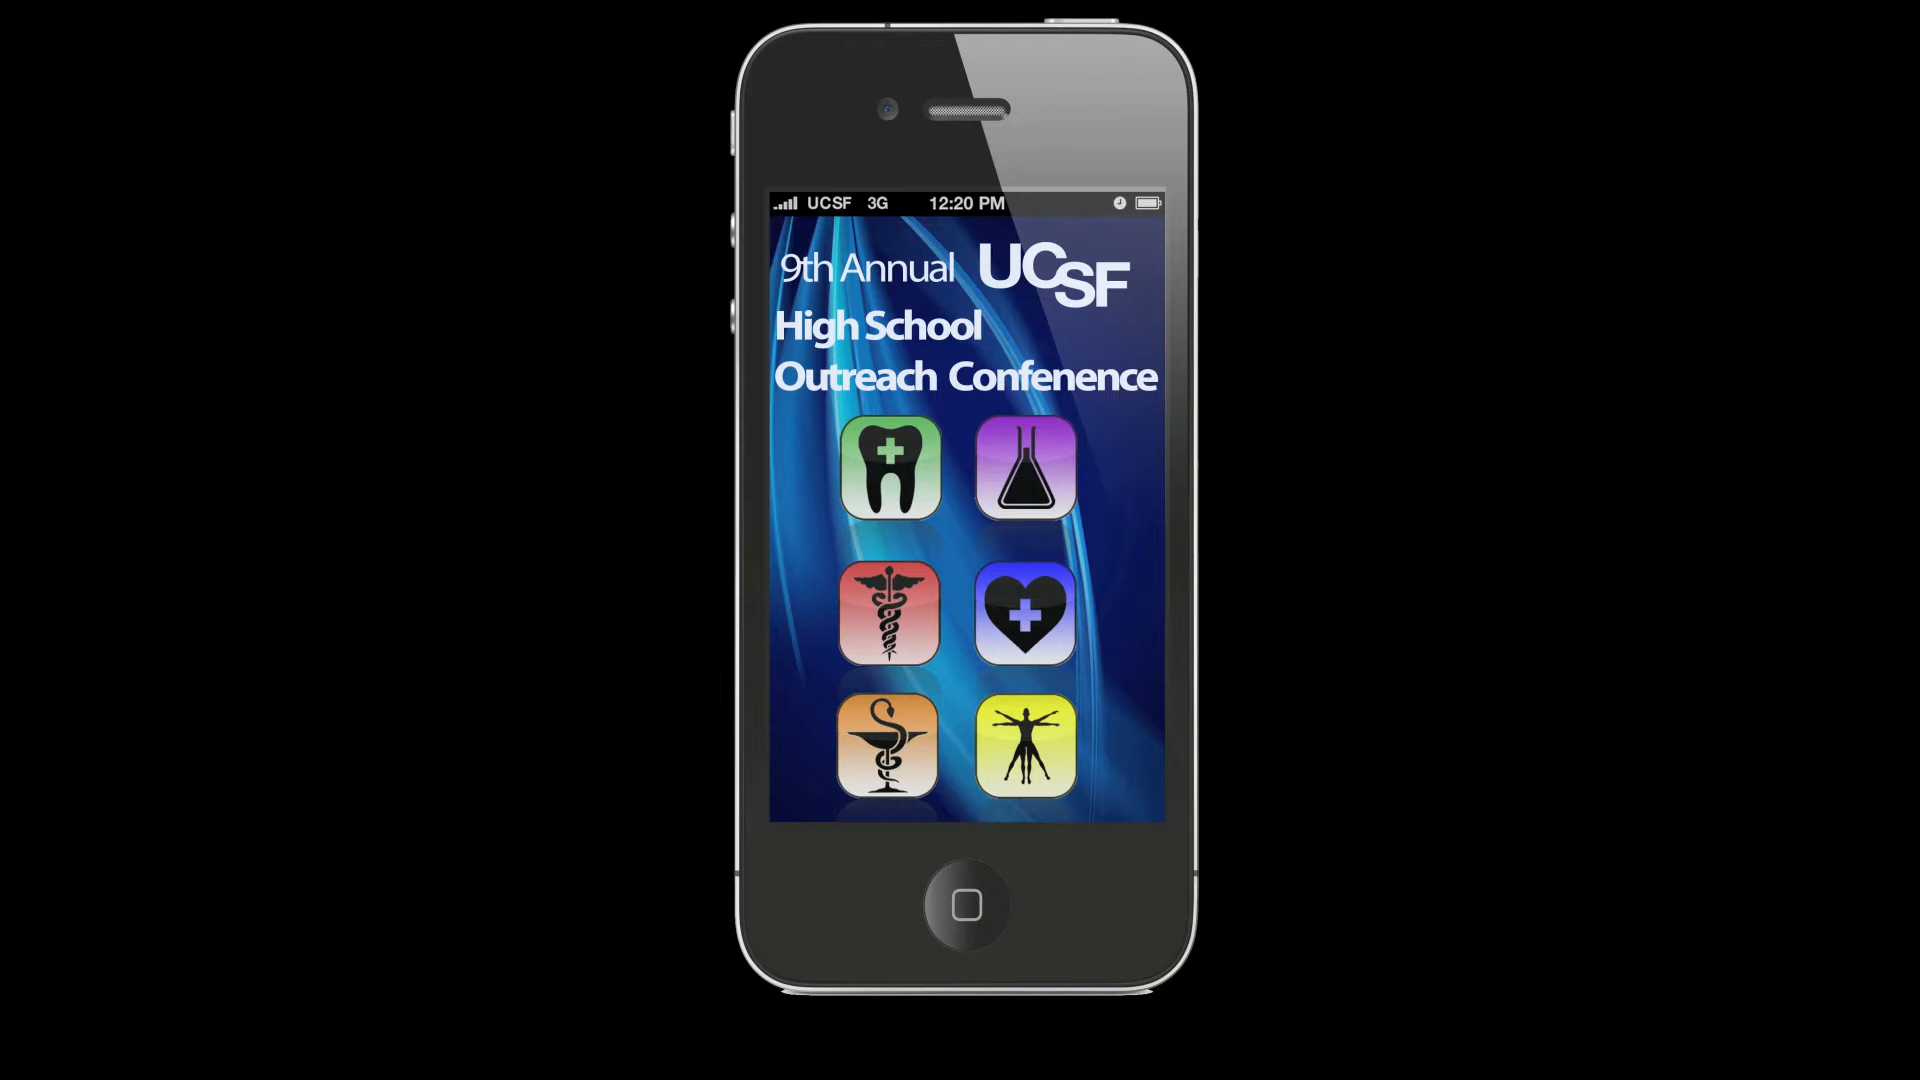 UCSF 3G 12:20 PM
9th Annual UCSF
High School
Outreach Confenence